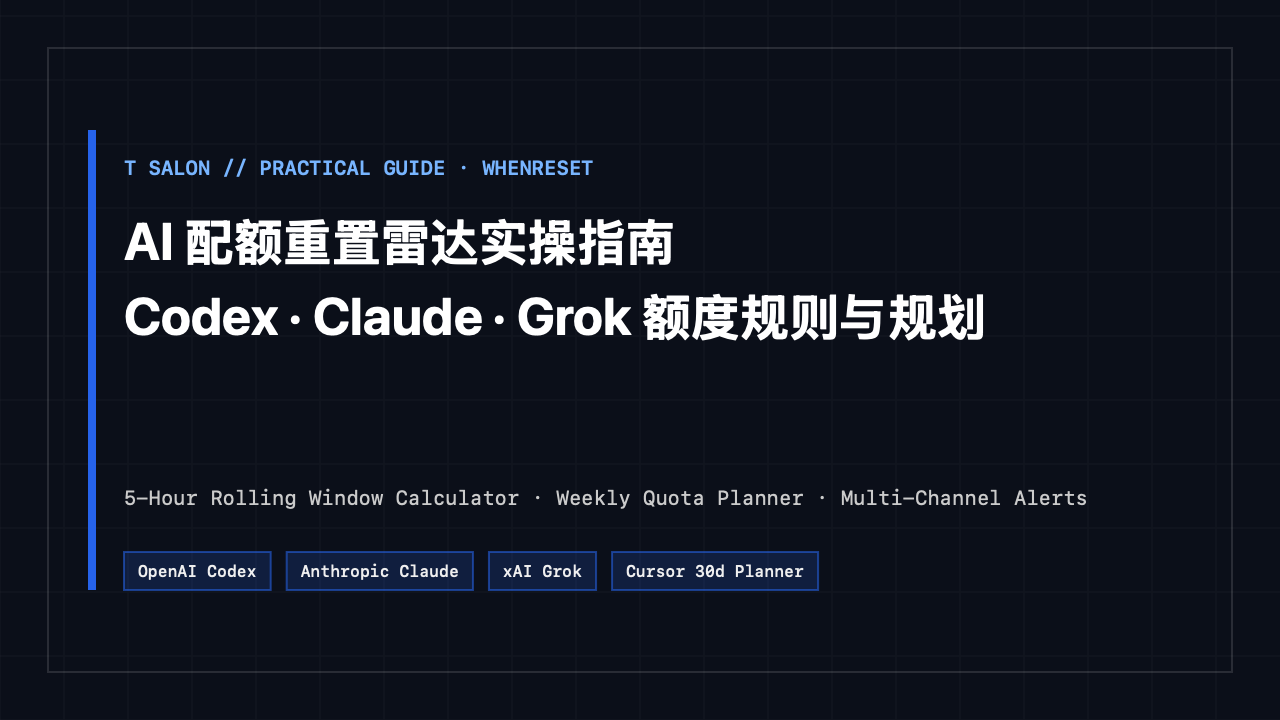 T SALON // PRACTICAL GUIDE · WHENRESET
AI 配额重置雷达实操指南
Codex · Claude · Grok 额度规则与规划
5-Hour Rolling Window Calculator · Weekly Quota Planner · Multi-Channel Alerts
OpenAI Codex
Anthropic Claude
xAI Grok
Cursor 30d Planner